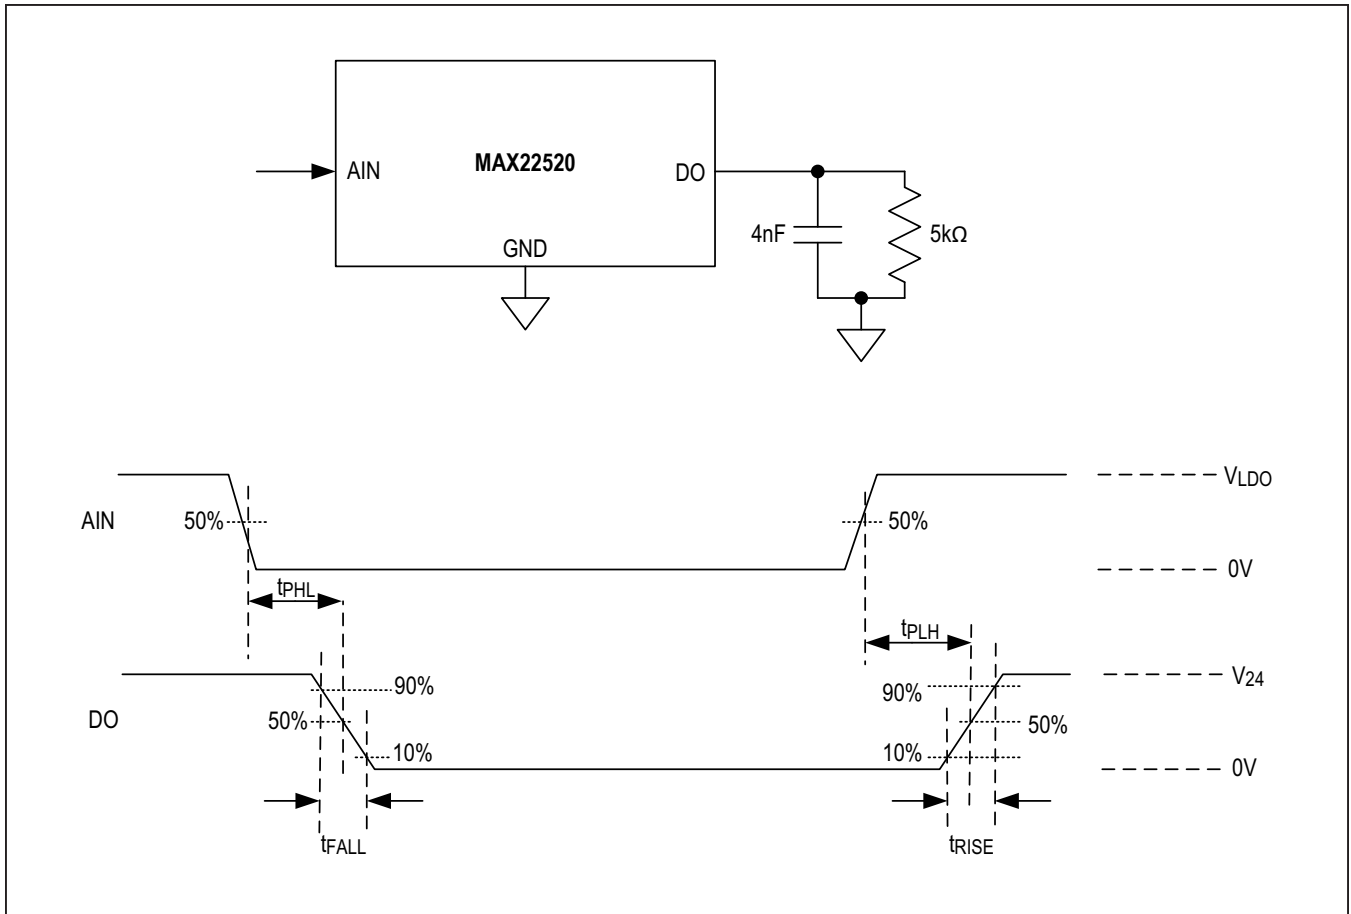 AIN
MAX22520
DO
GND
4nF
5kΩ
VLDO
AIN
50%
50%
0V
tPHL
tPLH
V24
90%
90%
DO
50%
50%
10%
10%
0V
tFALL
tRISE